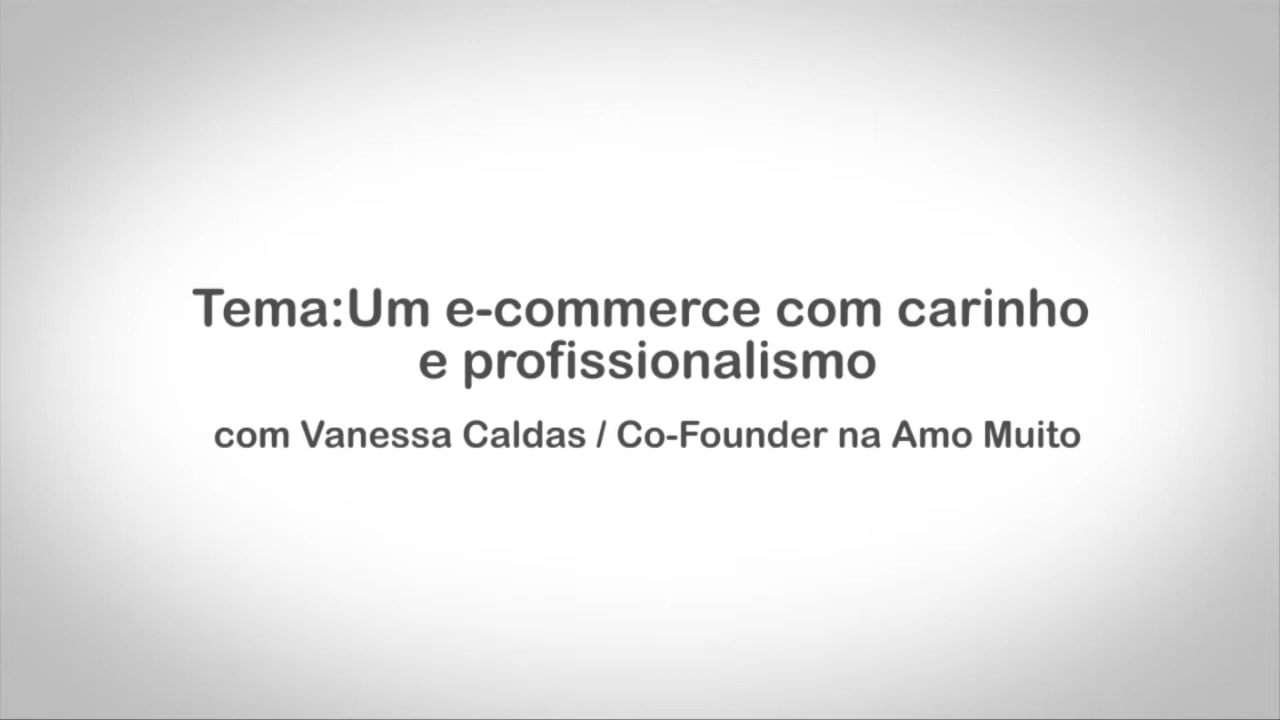 Tema:Um e-commerce com carinho
e profissionalismo
com Vanessa Caldas / Co-Founder na Amo Muito